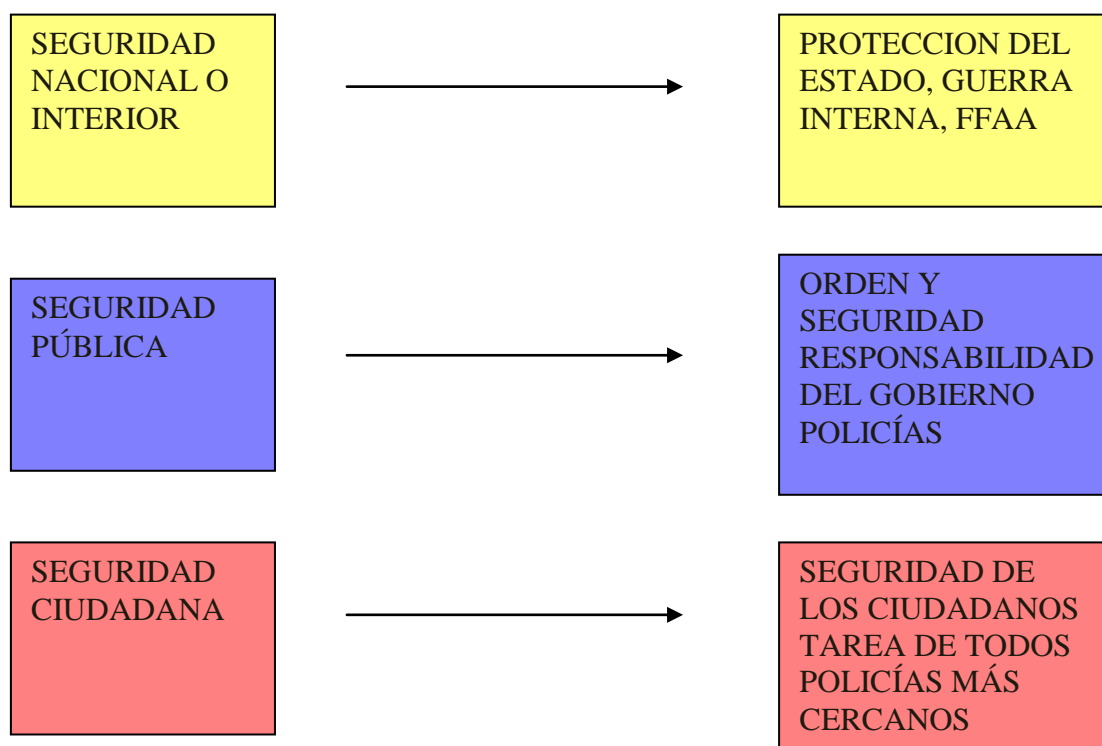 SEGURIDAD
NACIONAL O
INTERIOR
PROTECCION DEL
ESTADO, GUERRA
INTERNA, FFAA
SEGURIDAD
PÚBLICA
ORDEN Y
SEGURIDAD
RESPONSABILIDAD
DEL GOBIERNO
POLICÍAS
SEGURIDAD
CIUDADANA
SEGURIDAD DE
LOS CIUDADANOS
TAREA DE TODOS
POLICÍAS MÁS
CERCANOS